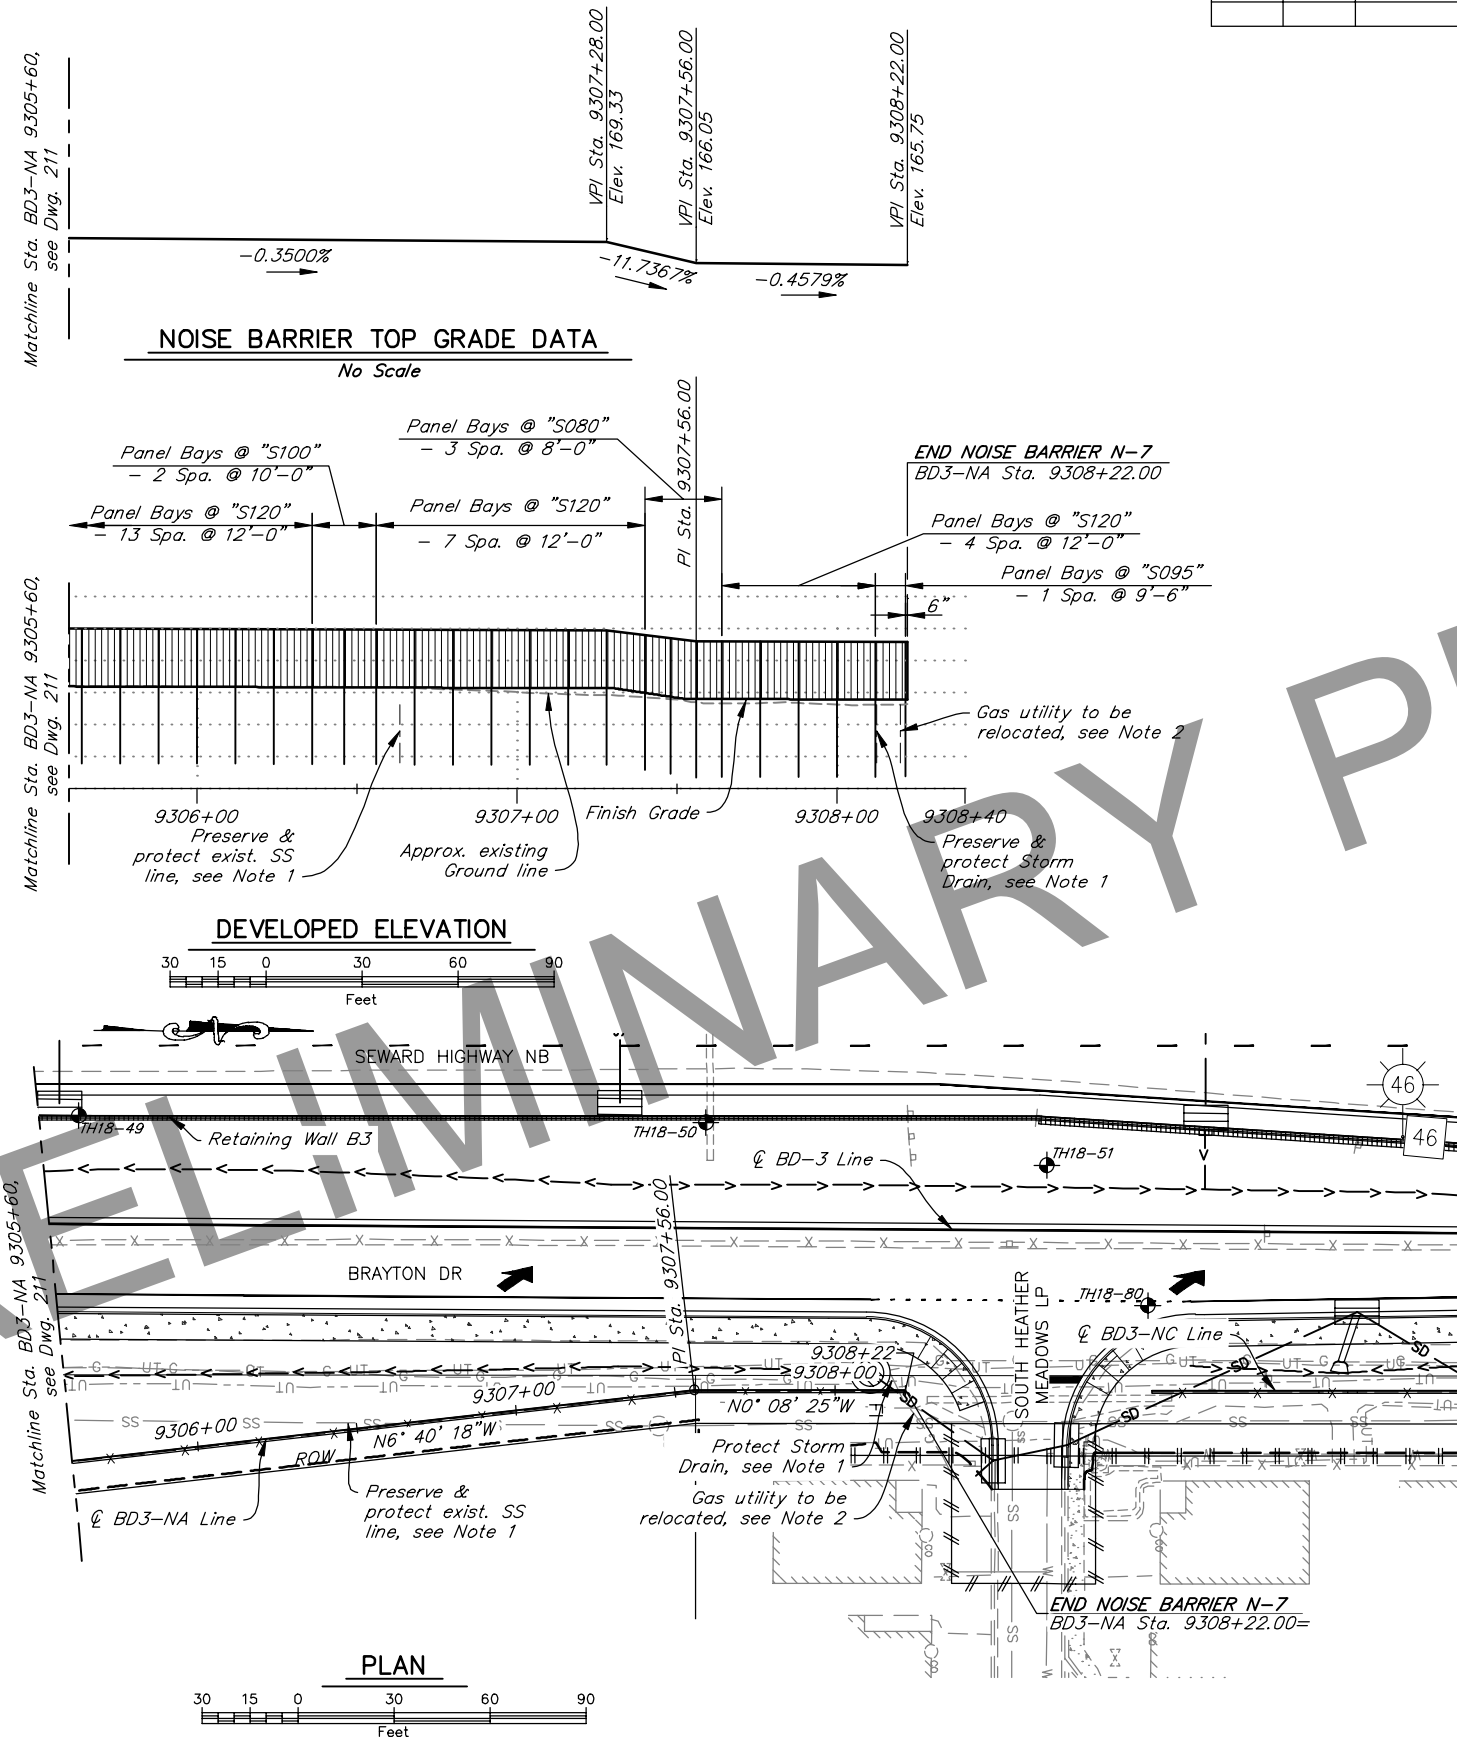 Matchline Sta. BD3-NA 9305+60,
see Dwg. 211
VPI Sta. 9307+28.00
Elev. 169.33
VPI Sta. 9307+56.00
Elev. 166.05
VPI Sta. 9308+22.00
Elev. 165.75
-0.3500%
-11.7367%
-0.4579%
NOISE BARRIER TOP GRADE DATA
No Scale
Panel Bays @ "S100"
- 2 Spa. @ 10'-0"
Panel Bays @ "S080"
- 3 Spa. @ 8'-0"
PI Sta. 9307+56.00
END NOISE BARRIER N-7
BD3-NA Sta. 9308+22.00
Panel Bays @ "S120"
- 13 Spa. @ 12'-0"
Panel Bays @ "S120"
- 7 Spa. @ 12'-0"
Panel Bays @ "S120"
- 4 Spa. @ 12'-0"
Panel Bays @ "S095"
- 1 Spa. @ 9'-6"
6"
Matchline Sta. BD3-NA 9305+60,
see Dwg. 211
Gas utility to be
relocated, see Note 2
9306+00
9307+00
Finish Grade
9308+00
9308+40
Preserve &
protect exist. SS
line, see Note 1
Approx. existing
Ground line
Preserve &
protect Storm
Drain, see Note 1
DEVELOPED ELEVATION
30 15 0 30 60 90
Feet
PRELIMINARY P
SEWARD HIGHWAY NB
46
46
TH18-49
Retaining Wall B3
TH18-50
℄ BD-3 Line
TH18-51
Matchline Sta. BD3-NA 9305+60,
see Dwg. 211
PI Sta. 9307+56.00
BRAYTON DR
SOUTH HEATHER
MEADOWS LP
TH18-80
℄ BD3-NC Line
9308+22
9308+00
9307+00
9306+00
N0° 08' 25"W
N6° 40' 18"W
ROW
SD
SD
SD
SD
Protect Storm
Drain, see Note 1
Gas utility to be
relocated, see Note 2
Preserve &
protect exist. SS
line, see Note 1
℄ BD3-NA Line
END NOISE BARRIER N-7
BD3-NA Sta. 9308+22.00=
PLAN
30 15 0 30 60 90
Feet